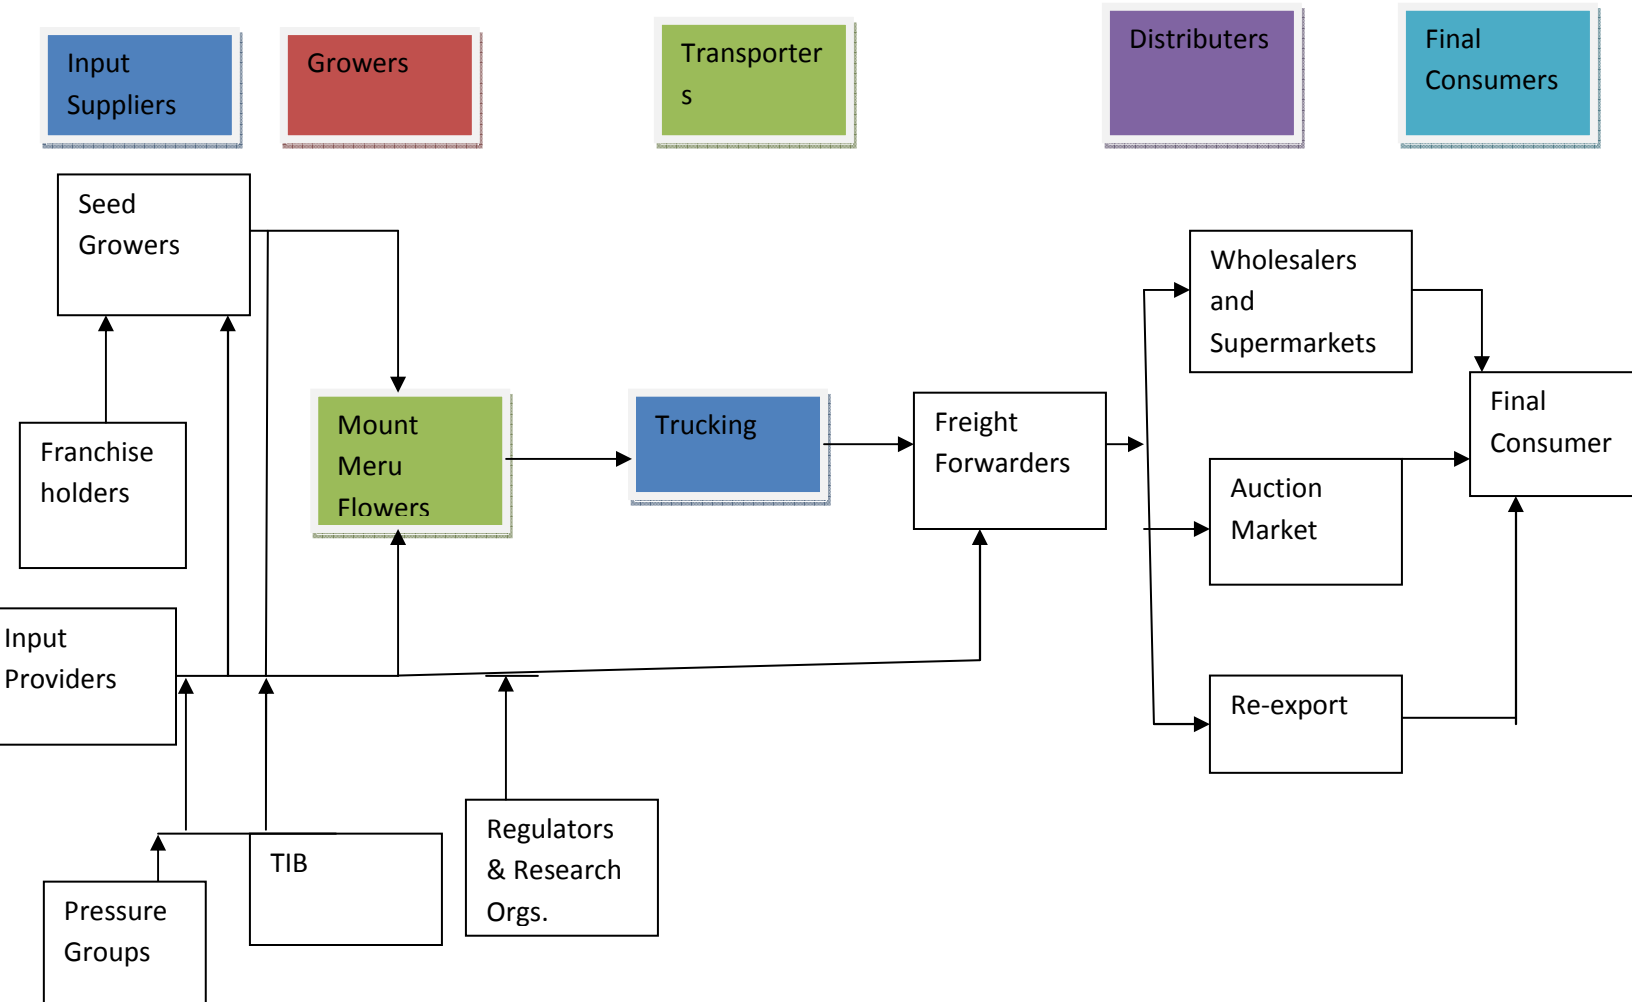 Input
Suppliers
Growers
Transporter
s
Distributers
Final
Consumers
Seed
Growers
Wholesalers
and
Supermarkets
Mount
Meru
Flowers
Trucking
Freight
Forwarders
Final
Consumer
Franchise
holders
Auction
Market
Input
Providers
Re-export
Regulators
& Research
Orgs.
TIB
Pressure
Groups